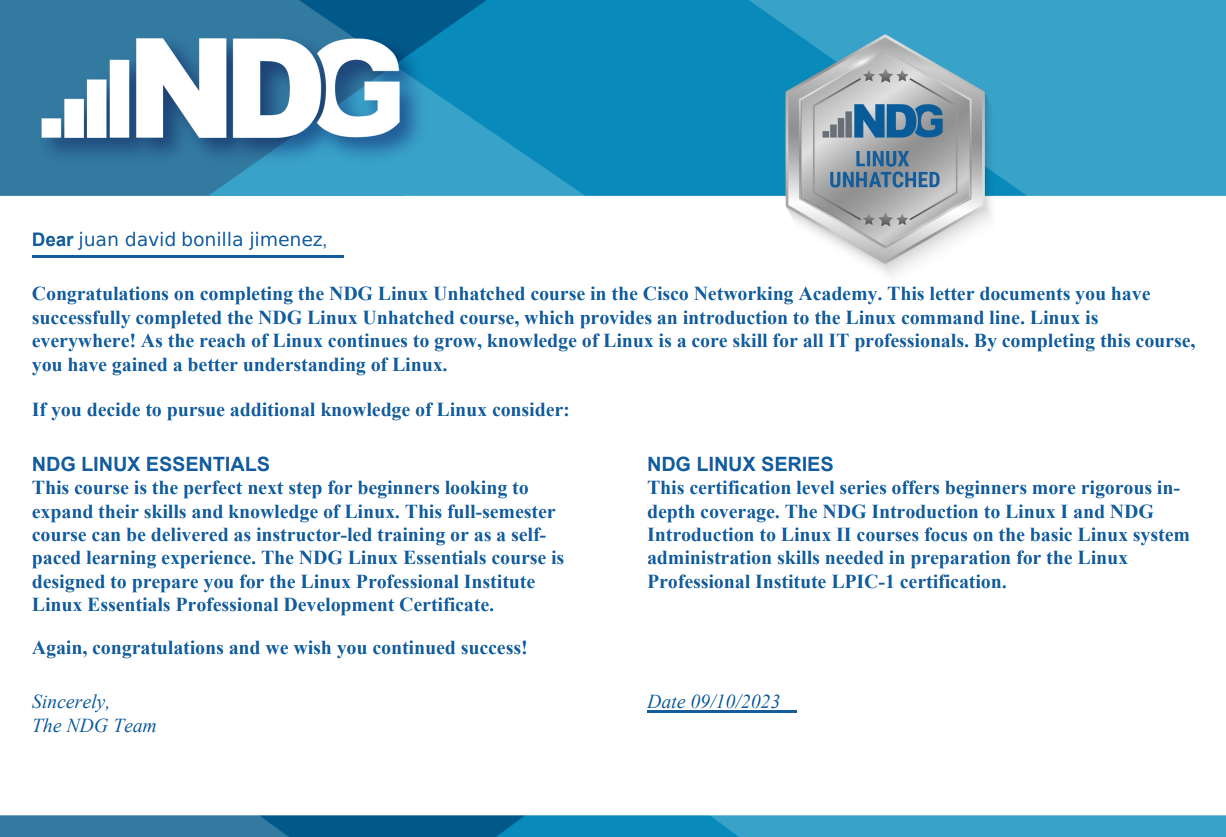 NDG
NDG
LINUX
UNHATCHED
Dear juan david bonilla jimenez,
Congratulations on completing the NDG Linux Unhatched course in the Cisco Networking Academy. This letter documents you have
successfully completed the NDG Linux Unhatched course, which provides an introduction to the Linux command line. Linux is
everywhere! As the reach of Linux continues to grow, knowledge of Linux is a core skill for all IT professionals. By completing this course,
you have gained a better understanding of Linux.
If you decide to pursue additional knowledge of Linux consider:
NDG LINUX ESSENTIALS
This course is the perfect next step for beginners looking to
expand their skills and knowledge of Linux. This full-semester
course can be delivered as instructor-led training or as a self-
paced learning experience. The NDG Linux Essentials course is
designed to prepare you for the Linux Professional Institute
Linux Essentials Professional Development Certificate.
NDG LINUX SERIES
This certification level series offers beginners more rigorous in-
depth coverage. The NDG Introduction to Linux I and NDG
Introduction to Linux II courses focus on the basic Linux system
administration skills needed in preparation for the Linux
Professional Institute LPIC-1 certification.
Again, congratulations and we wish you continued success!
Sincerely,
The NDG Team
Date 09/10/2023